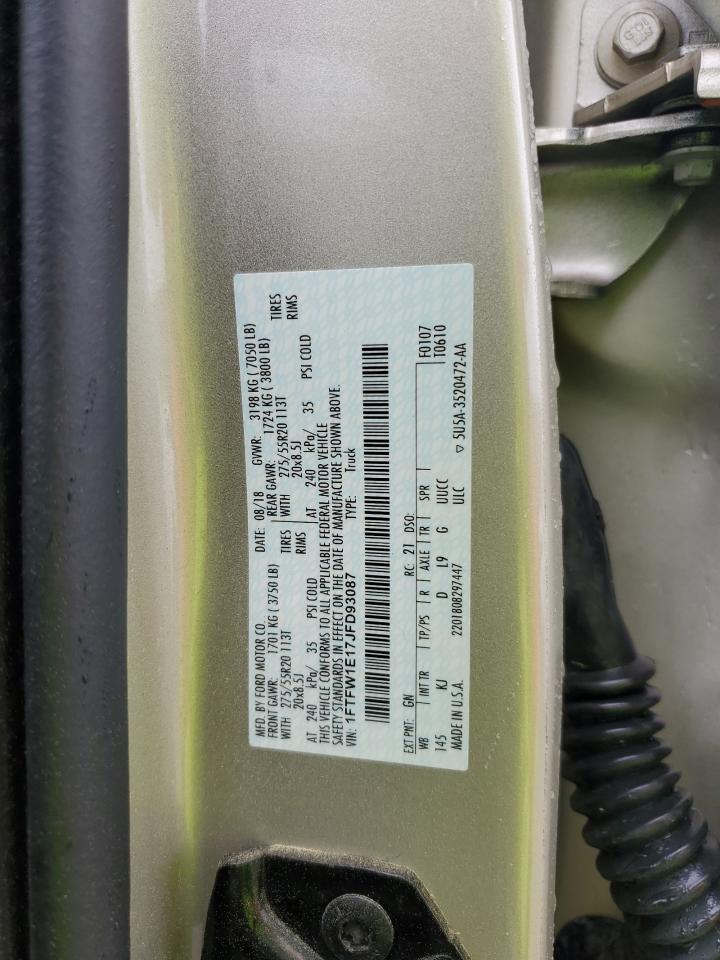 MFD. BY FORD MOTOR CO. DATE: 08/18 GVWR: 3198 KG ( 7050 LB)
FRONT GAWR: 1701 KG ( 3750 LB) REAR GAWR: 1724 KG ( 3800 LB)
WITH 275/55R20 113T TIRES WITH 275/55R20 113T TIRES
20x8.5J RIMS 20x8.5J RIMS
AT 240 kPa/ 35 PSI COLD AT 240 kPa/ 35 PSI COLD
THIS VEHICLE CONFORMS TO ALL APPLICABLE FEDERAL MOTOR VEHICLE
SAFETY STANDARDS IN EFFECT ON THE DATE OF MANUFACTURE SHOWN ABOVE.
VIN: 1FTFW1E17JFD93087 TYPE: Truck
EXT PNT: GN RC: 21 DSO: F0107
WB INT TR TP/PS R AXLE TR SPR T0610
145 KJ D L9 G UUCC
MADE IN U.S.A. 2201808297447 ULC ▽ 5U5A-3520472-AA